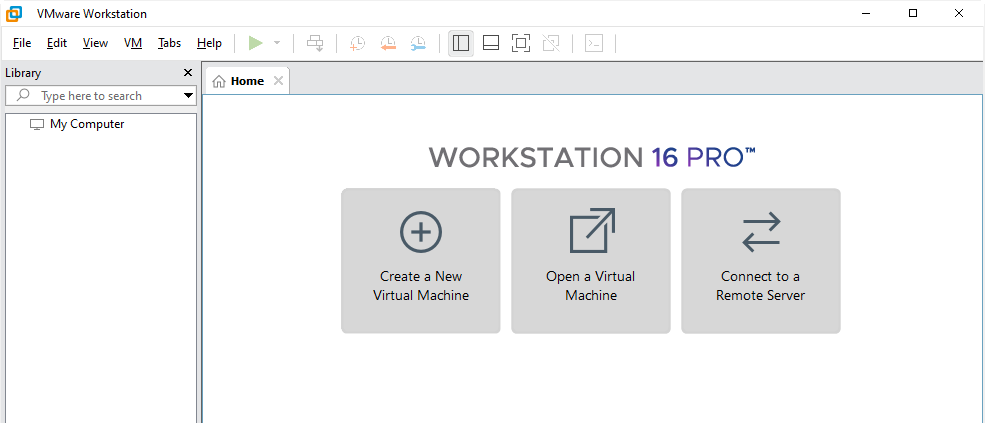 VMware Workstation
File Edit View VM Tabs Help
Library
Type here to search
My Computer
Home
WORKSTATION 16 PRO™
Create a New
Virtual Machine
Open a Virtual
Machine
Connect to a
Remote Server